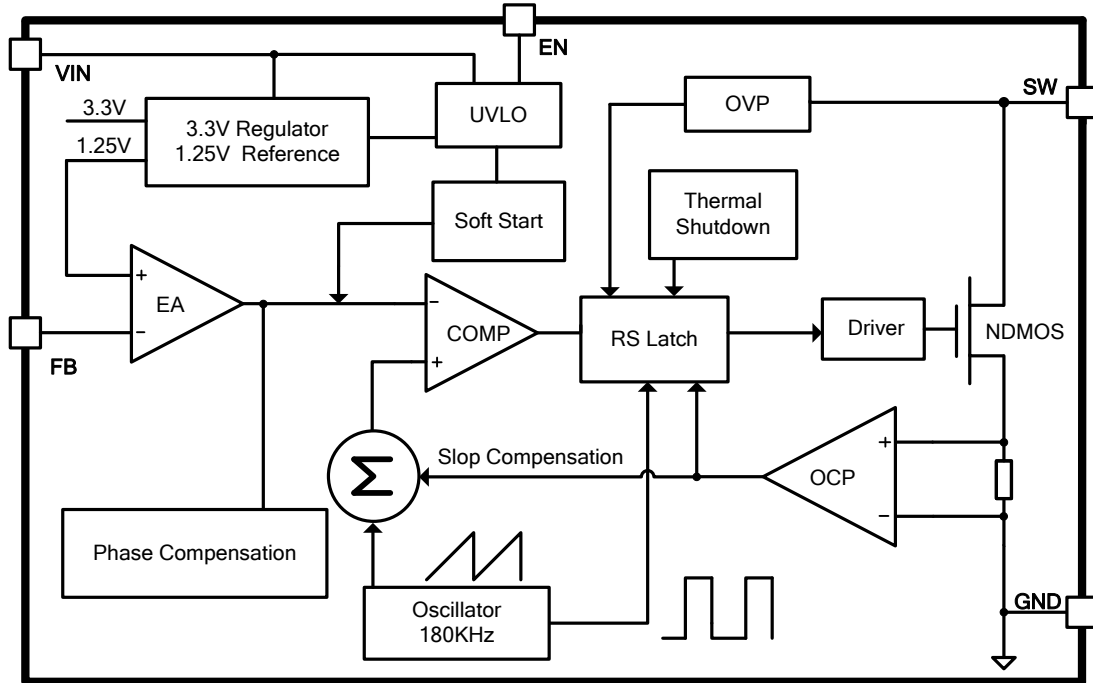 EN
VIN
SW
3.3V
3.3V Regulator
1.25V Reference
1.25V
UVLO
OVP
Soft Start
Thermal
Shutdown
+
EA
−
FB
−
COMP
+
RS Latch
Driver
NDMOS
Slop Compensation
Σ
+
OCP
−
Phase Compensation
Oscillator
180KHz
GND